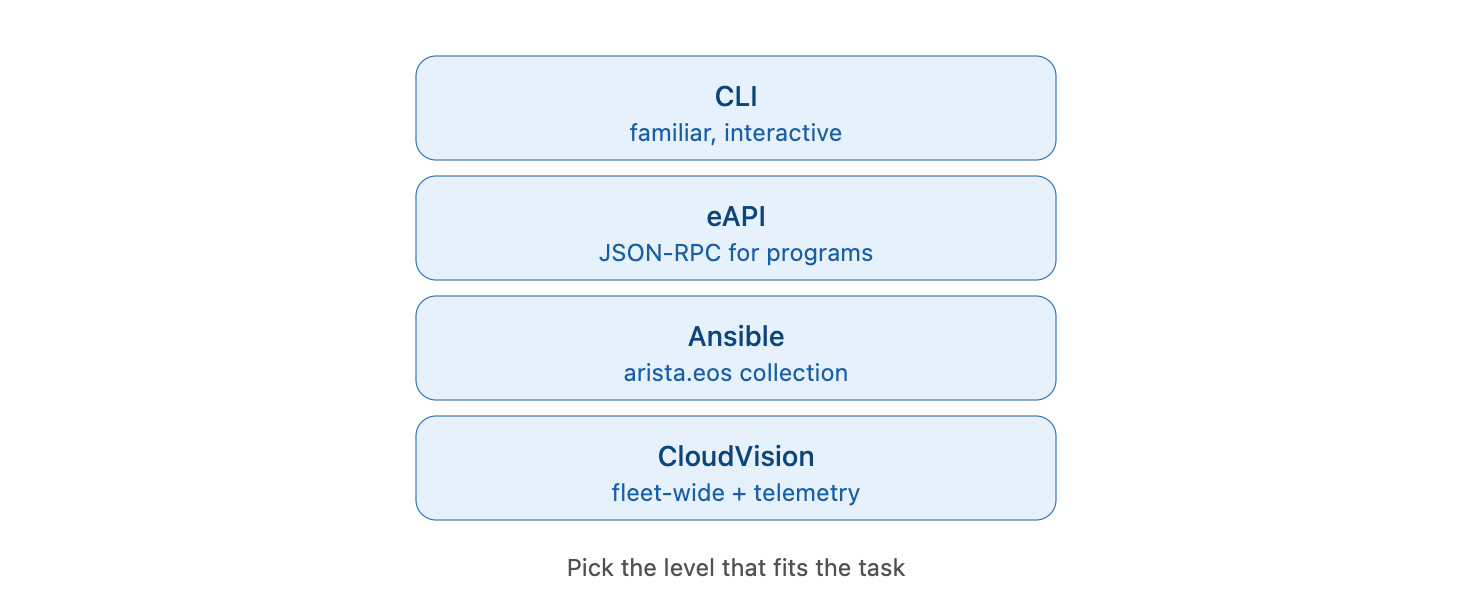 CLI
familiar, interactive
eAPI
JSON-RPC for programs
Ansible
arista.eos collection
CloudVision
fleet-wide + telemetry
Pick the level that fits the task